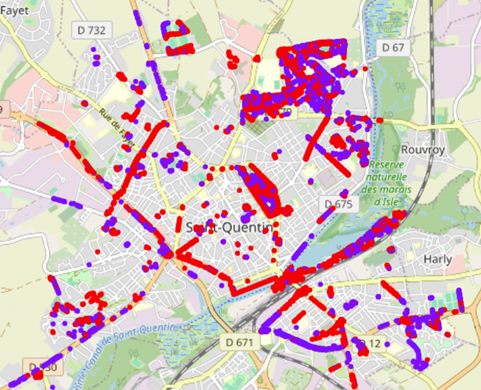 Fayet
D 732
D 67
Rue de Fayet
Rouvroy
Réserve
naturelle
des marais
d'Isle
D 675
Saint-Quentin
Harly
Canal de Saint-Quentin
D 671
12